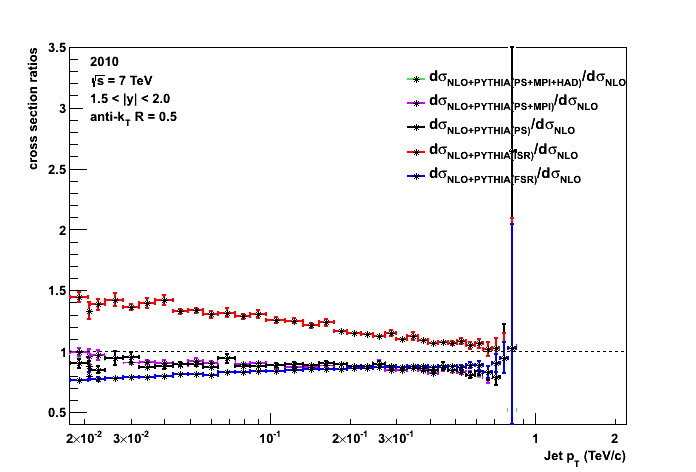 cross section ratios
3.5
3
2.5
2
1.5
1
0.5
2010
√s = 7 TeV
1.5 < |y| < 2.0
anti-k_T R = 0.5
dσ_NLO+PYTHIA(PS+MPI+HAD)/dσ_NLO
dσ_NLO+PYTHIA(PS+MPI)/dσ_NLO
dσ_NLO+PYTHIA(PS)/dσ_NLO
dσ_NLO+PYTHIA(ISR)/dσ_NLO
dσ_NLO+PYTHIA(FSR)/dσ_NLO
2×10⁻² 3×10⁻² 10⁻¹ 2×10⁻¹ 3×10⁻¹ 1 2
Jet p_T (TeV/c)